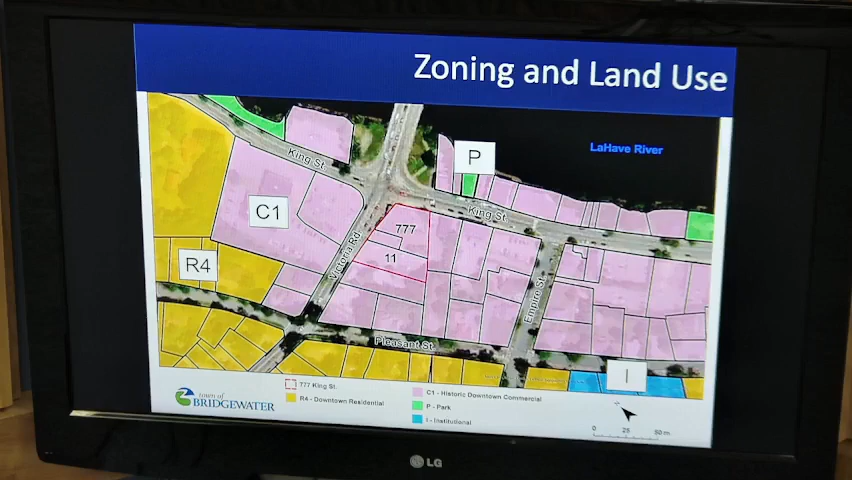 Zoning and Land Use
LaHave River
King St.
P
C1
King St.
777
Victoria Rd.
11
R4
Empire St.
Pleasant St.
I
777 King St.
R4 - Downtown Residential
C1 - Historic Downtown Commercial
P - Park
I - Institutional
town of
BRIDGEWATER
0 25 50 m
LG